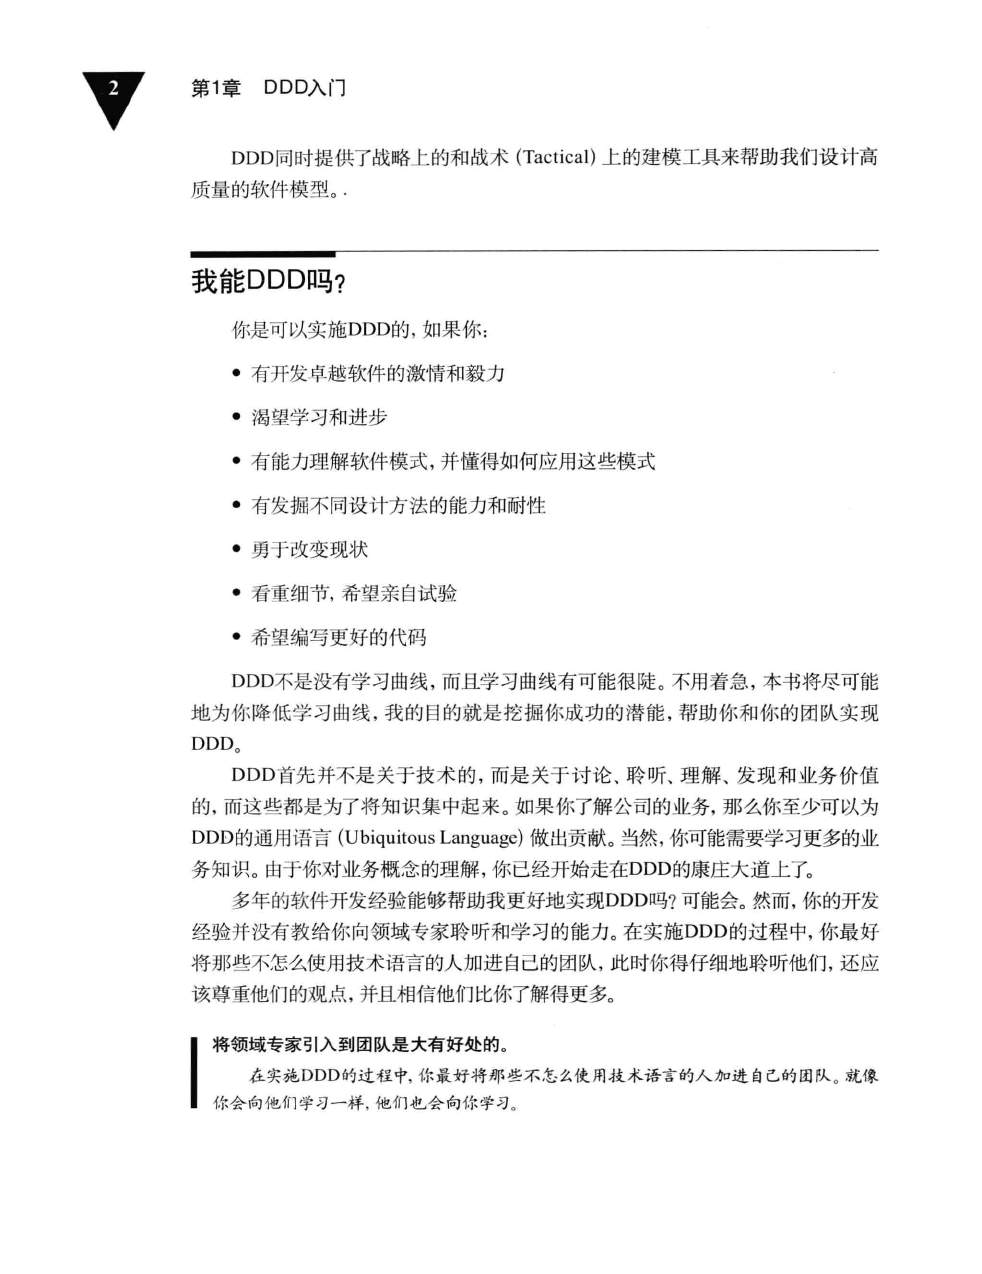 2
第1章 DDD入门
DDD同时提供了战略上的和战术 (Tactical) 上的建模工具来帮助我们设计高
质量的软件模型。.
我能DDD吗?
你是可以实施DDD的, 如果你:
• 有开发卓越软件的激情和毅力
• 渴望学习和进步
• 有能力理解软件模式, 并懂得如何应用这些模式
• 有发掘不同设计方法的能力和耐性
• 勇于改变现状
• 看重细节, 希望亲自试验
• 希望编写更好的代码
DDD不是没有学习曲线, 而且学习曲线有可能很陡。不用着急, 本书将尽可能
地为你降低学习曲线, 我的目的就是挖掘你成功的潜能, 帮助你和你的团队实现
DDD。
DDD首先并不是关于技术的, 而是关于讨论、聆听、理解、发现和业务价值
的, 而这些都是为了将知识集中起来。如果你了解公司的业务, 那么你至少可以为
DDD的通用语言 (Ubiquitous Language) 做出贡献。当然, 你可能需要学习更多的业
务知识。由于你对业务概念的理解, 你已经开始走在DDD的康庄大道上了。
多年的软件开发经验能够帮助我更好地实现DDD吗? 可能会。然而, 你的开发
经验并没有教给你向领域专家聆听和学习的能力。在实施DDD的过程中, 你最好
将那些不怎么使用技术语言的人加进自己的团队, 此时你得仔细地聆听他们, 还应
该尊重他们的观点, 并且相信他们比你了解得更多。
将领域专家引入到团队是大有好处的。
在实施DDD的过程中, 你最好将那些不怎么使用技术语言的人加进自己的团队。就像
你会向他们学习一样, 他们也会向你学习。